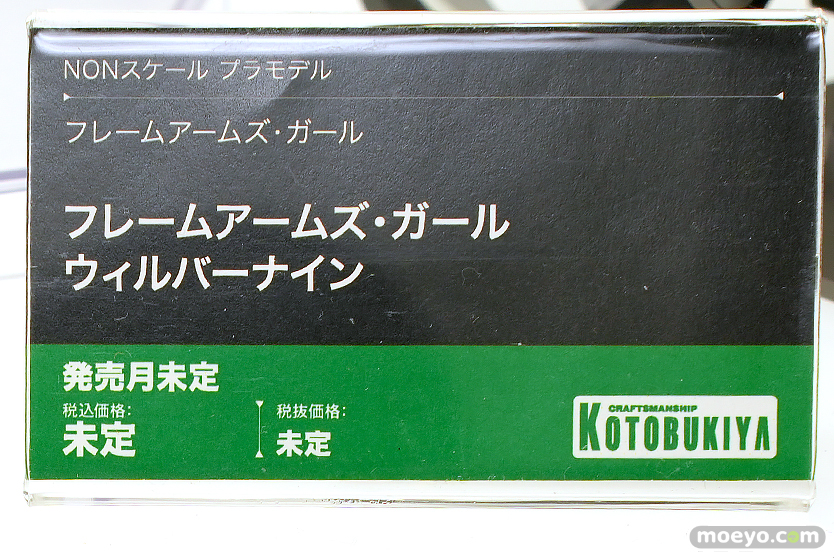 NONスケール プラモデル
フレームアームズ・ガール
フレームアームズ・ガール
ウィルバーナイン
発売月未定
税込価格:
未定
税抜価格:
未定
CRAFTSMANSHIP
KOTOBUKIYA
moeyo.com